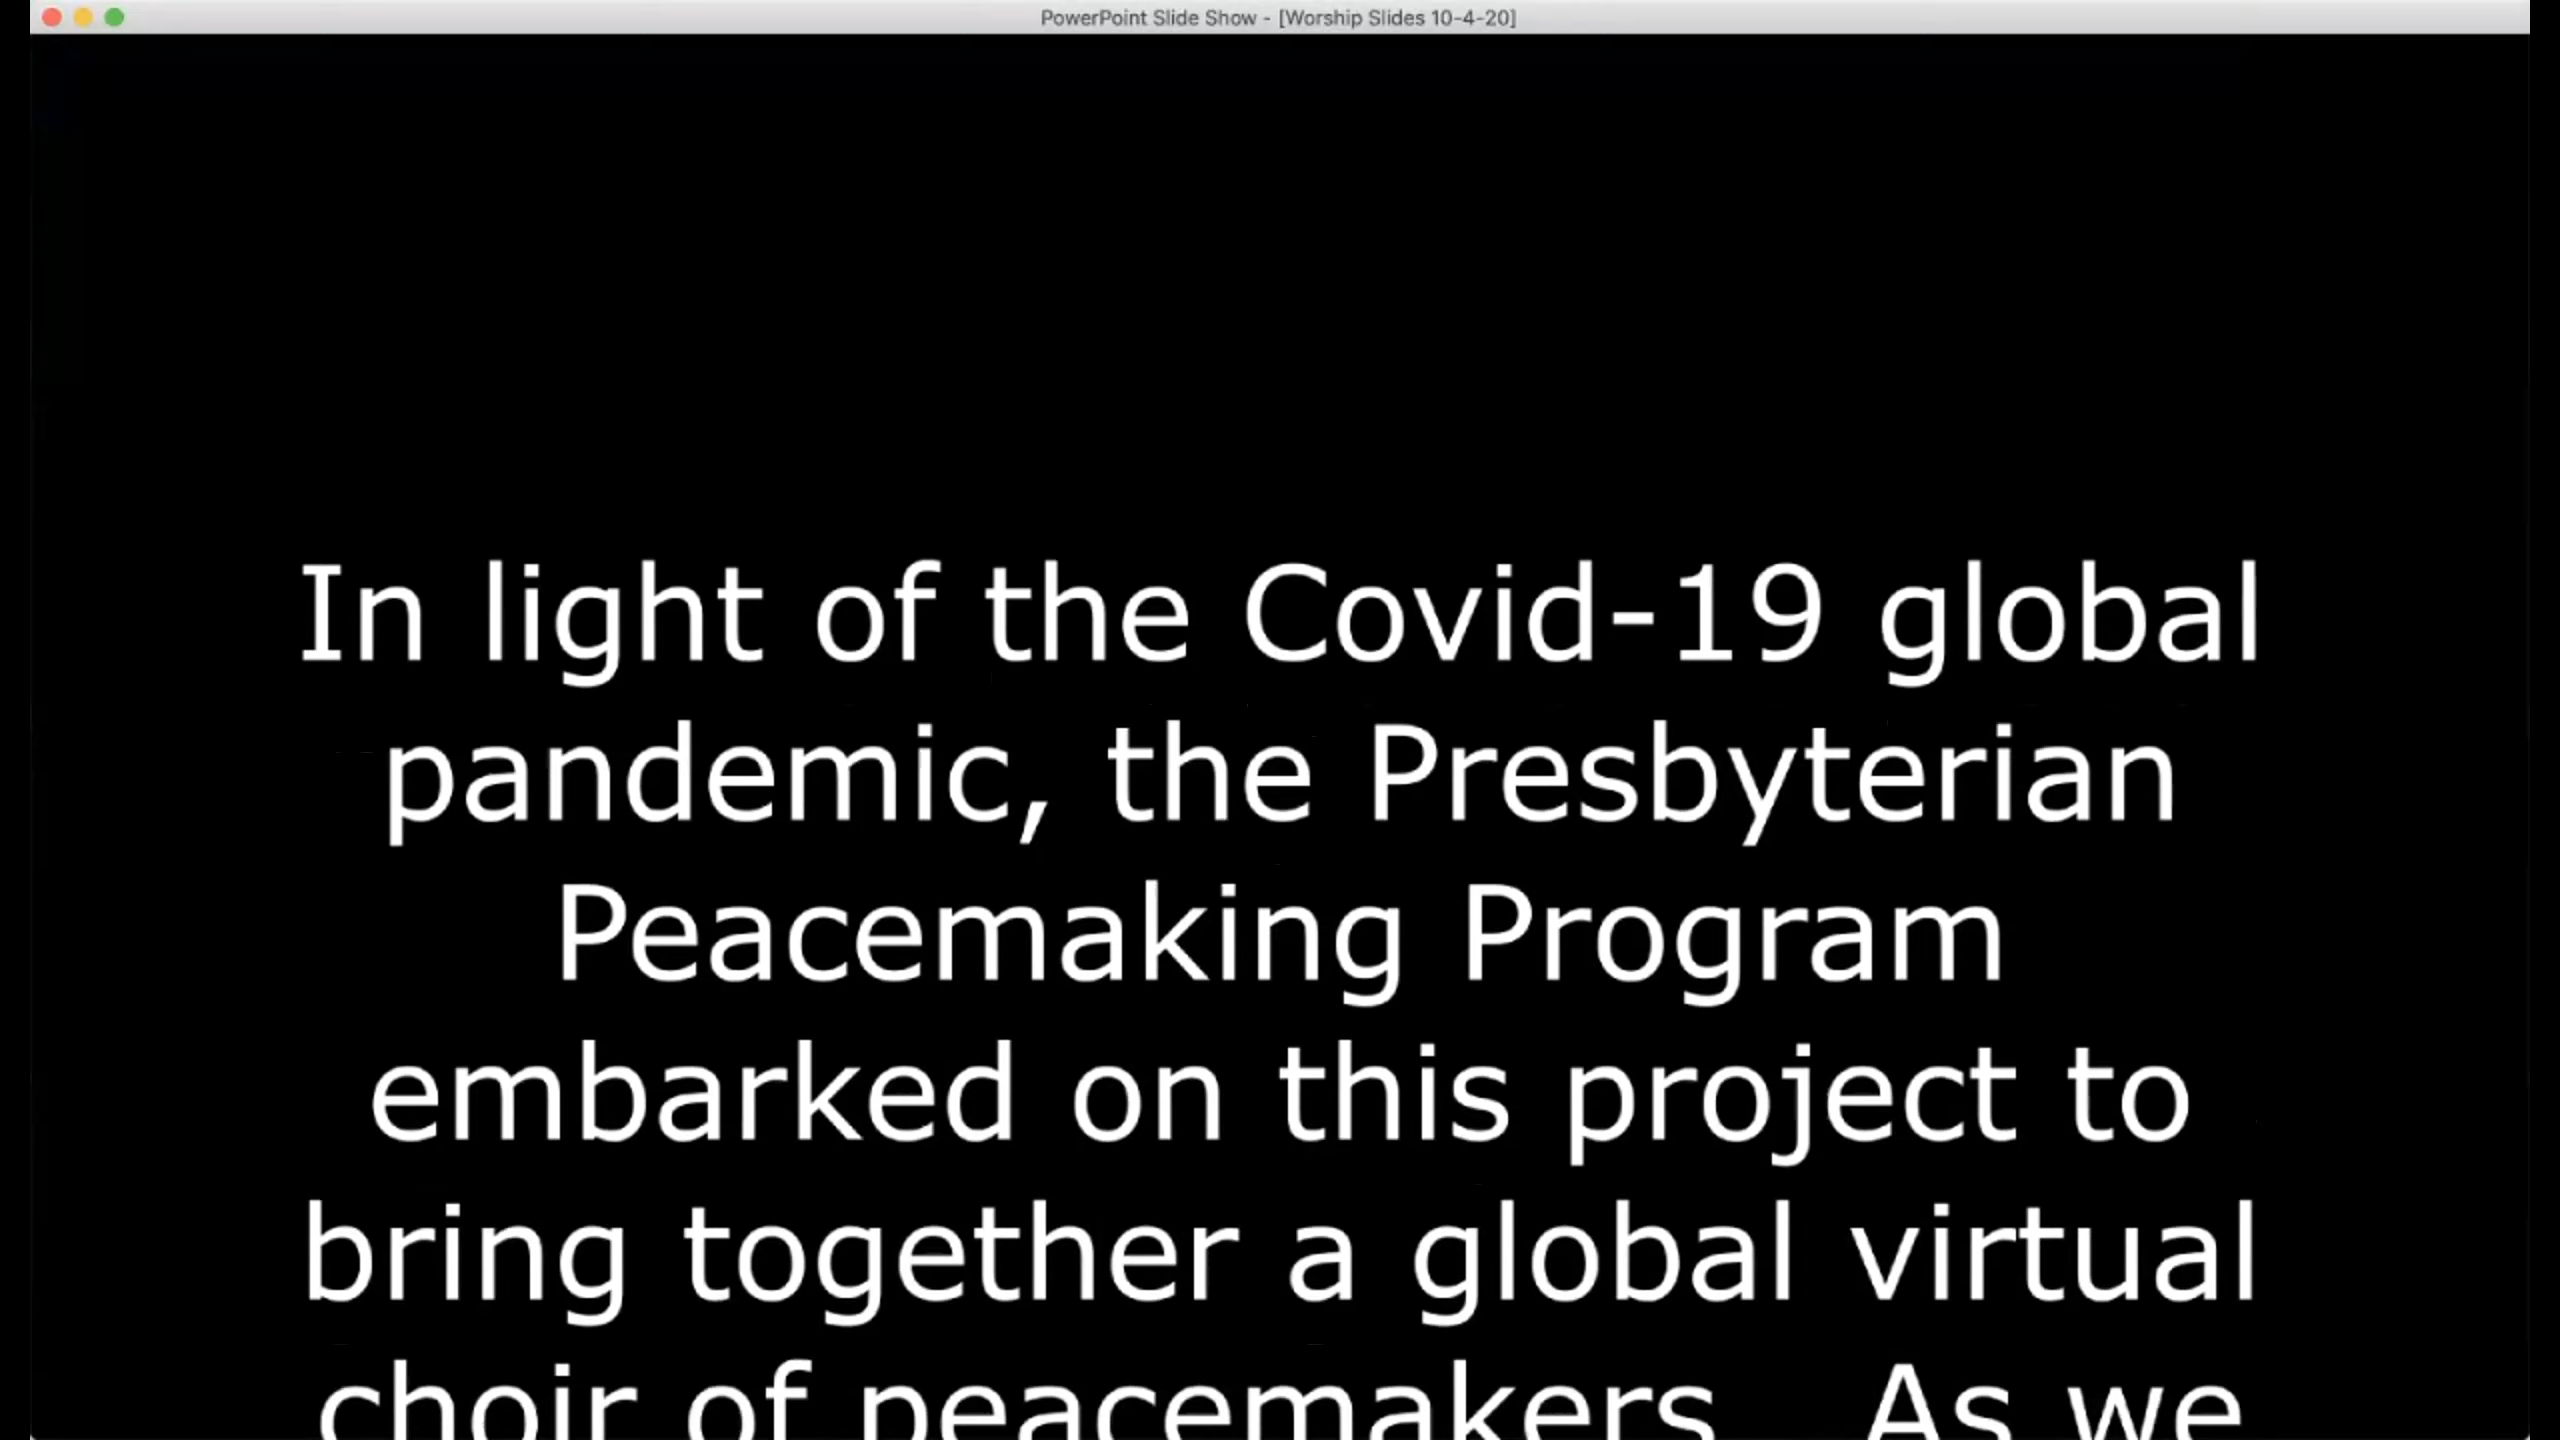 PowerPoint Slide Show - [Worship Slides 10-4-20]
In light of the Covid-19 global
pandemic, the Presbyterian
Peacemaking Program
embarked on this project to
bring together a global virtual
choir of peacemakers As we